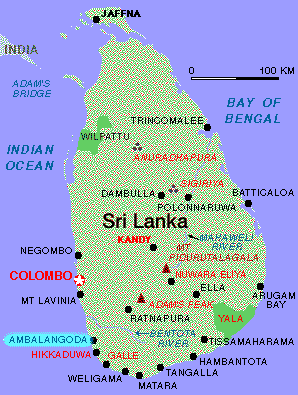 JAFFNA
INDIA
0 100 KM
ADAM'S
BRIDGE
BAY OF
BENGAL
TRINCOMALEE
WILPATTU
INDIAN
OCEAN
ANURADHAPURA
SIGIRIYA
DAMBULLA
BATTICALOA
POLONNARUWA
Sri Lanka
KANDY
MAHAWELI
RIVER
MT
PIDURUTALAGALA
NEGOMBO
COLOMBO
NUWARA ELIYA
MT LAVINIA
ELLA
ARUGAM
BAY
ADAM'S PEAK
RATNAPURA
YALA
AMBALANGODA
BENTOTA
RIVER
TISSAMAHARAMA
HIKKADUWA
GALLE
HAMBANTOTA
WELIGAMA
TANGALLA
MATARA